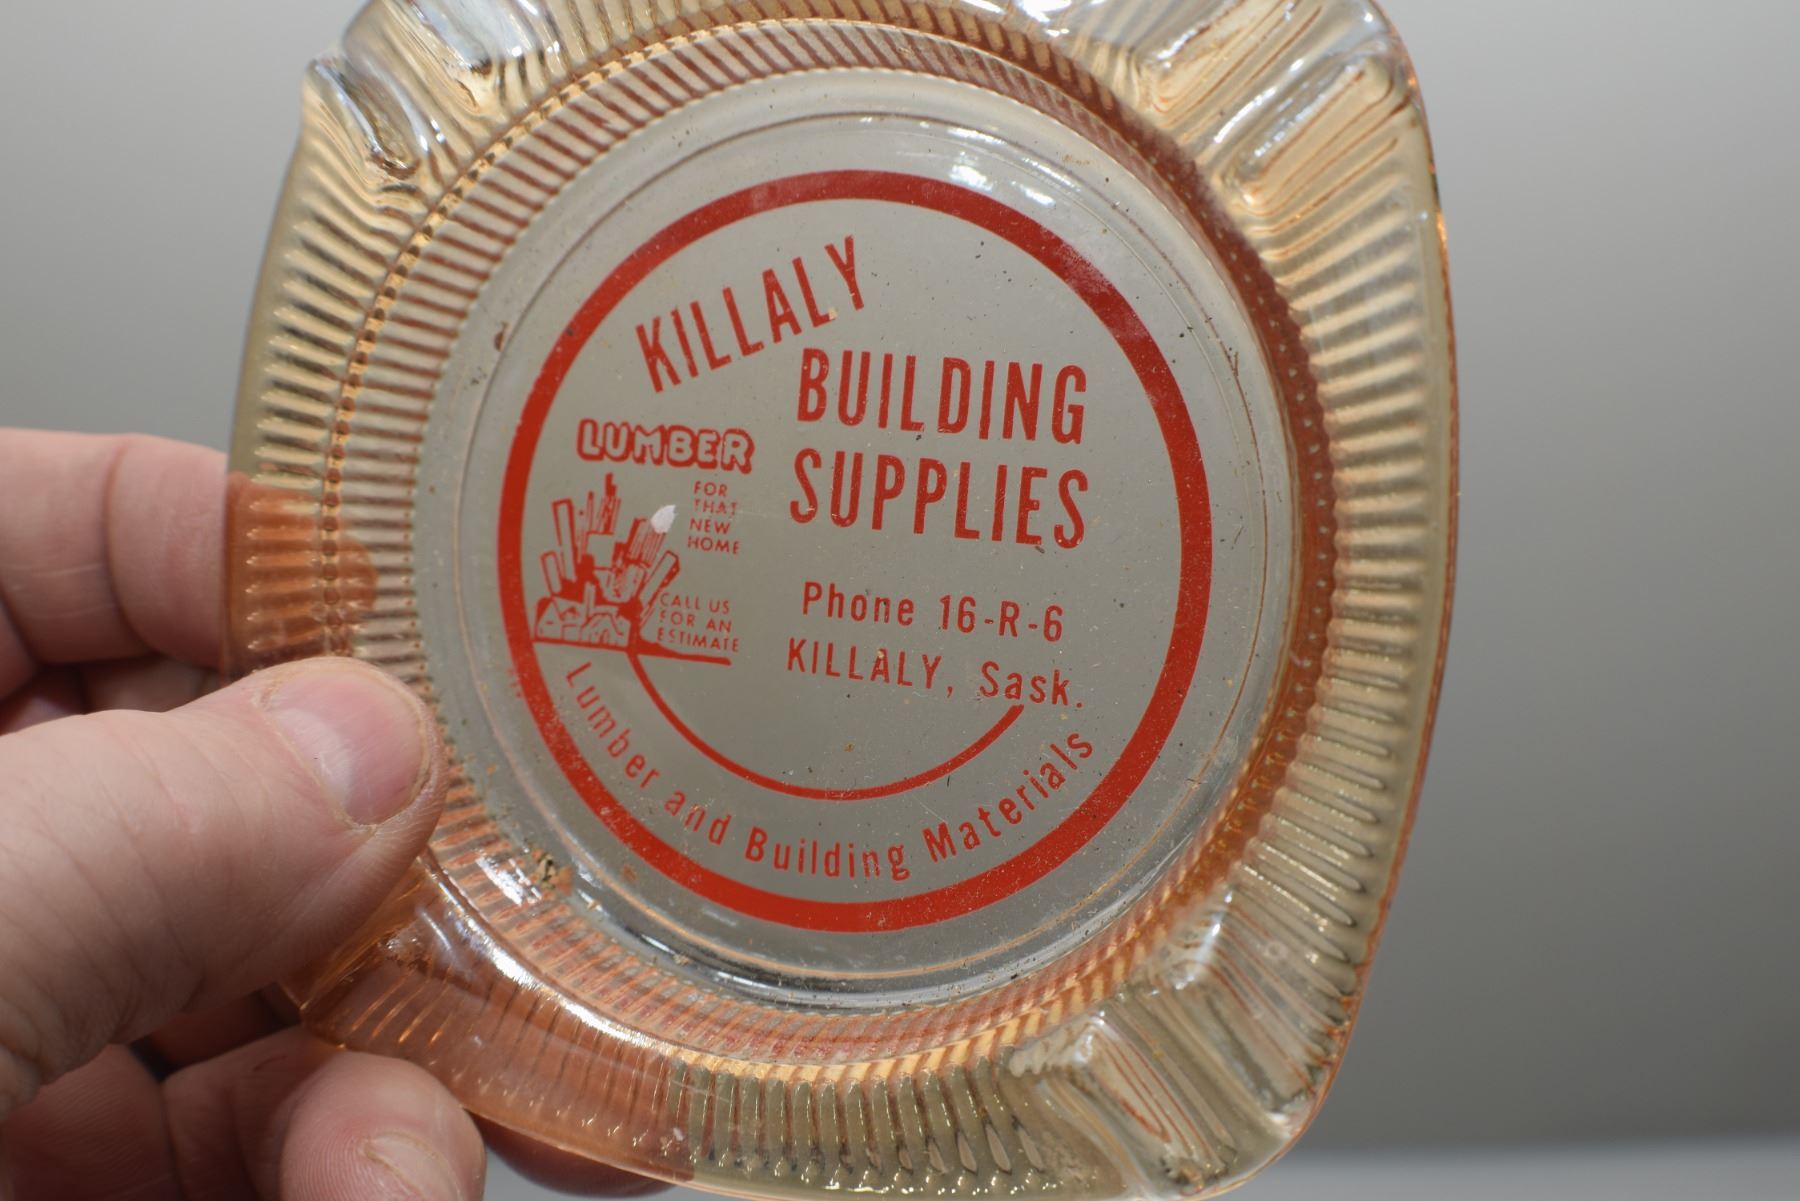 KILLALY
BUILDING
SUPPLIES
LUMBER
FOR
THAT
NEW
HOME
CALL US
FOR AN
ESTIMATE
Phone 16-R-6
KILLALY, Sask.
Lumber and Building Materials